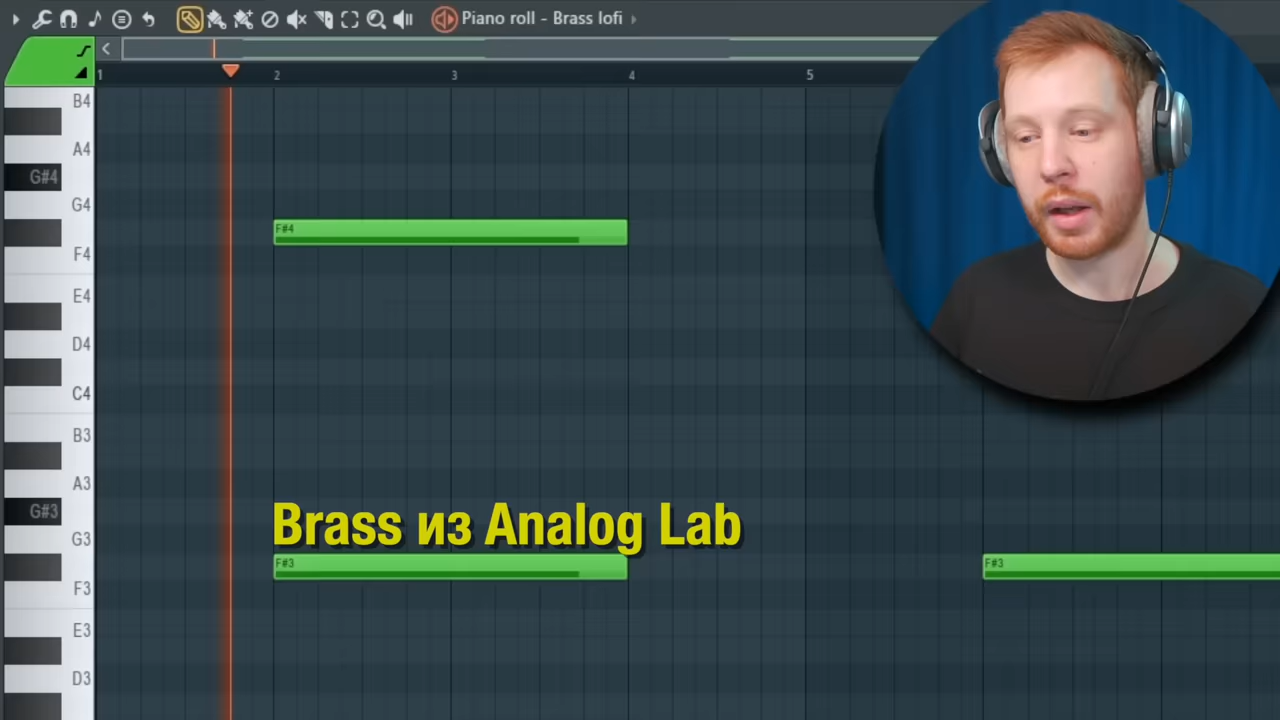 Piano roll - Brass lofi
1 2 3 4 5
B4
A4
G#4
G4
F#4
F4
E4
D4
C4
B3
A3
G#3
Brass из Analog Lab
G3
F#3 F#3
F3
E3
D3